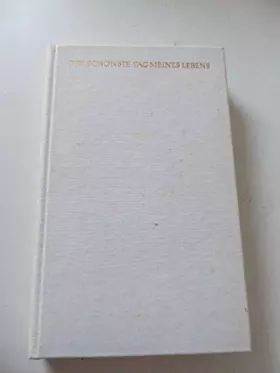 DER SCHÖNSTE TAG MEINES LEBENS